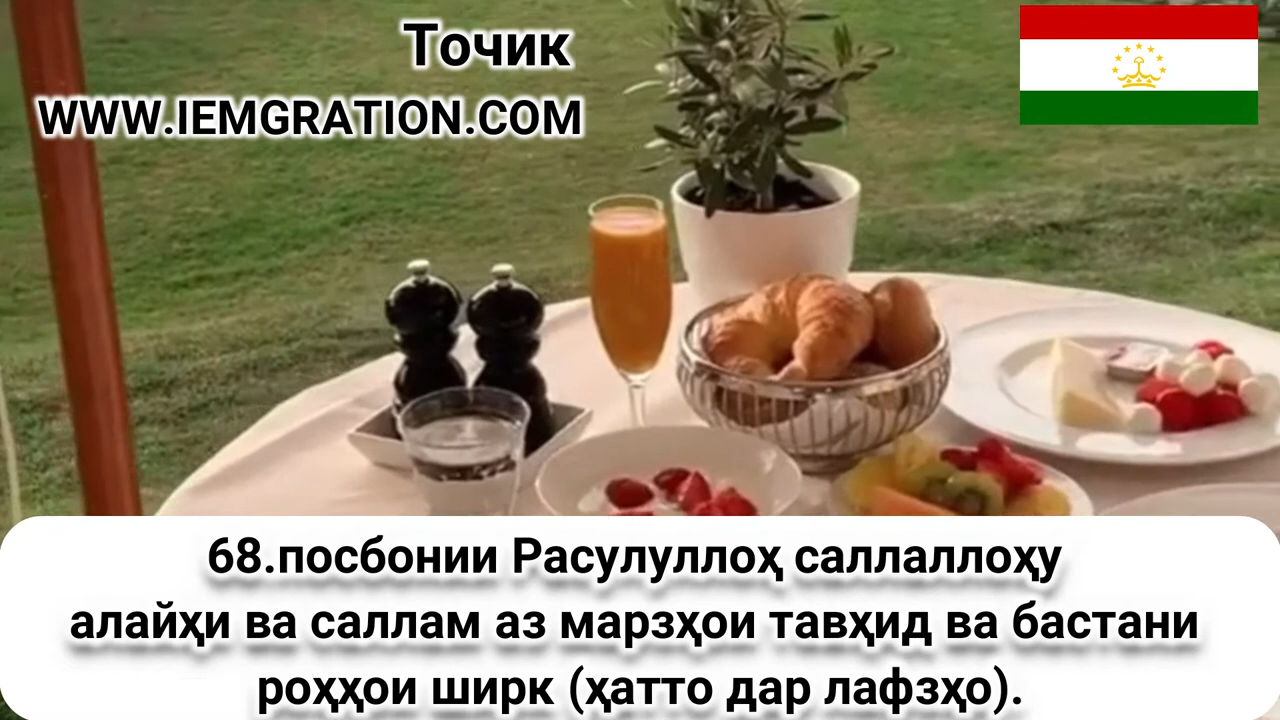 Точик
WWW.IEMGRATION.COM
68.посбонии Расулуллоҳ саллаллоҳу
алайҳи ва саллам аз марзҳои тавҳид ва бастани
роҳҳои ширк (ҳатто дар лафзҳо).